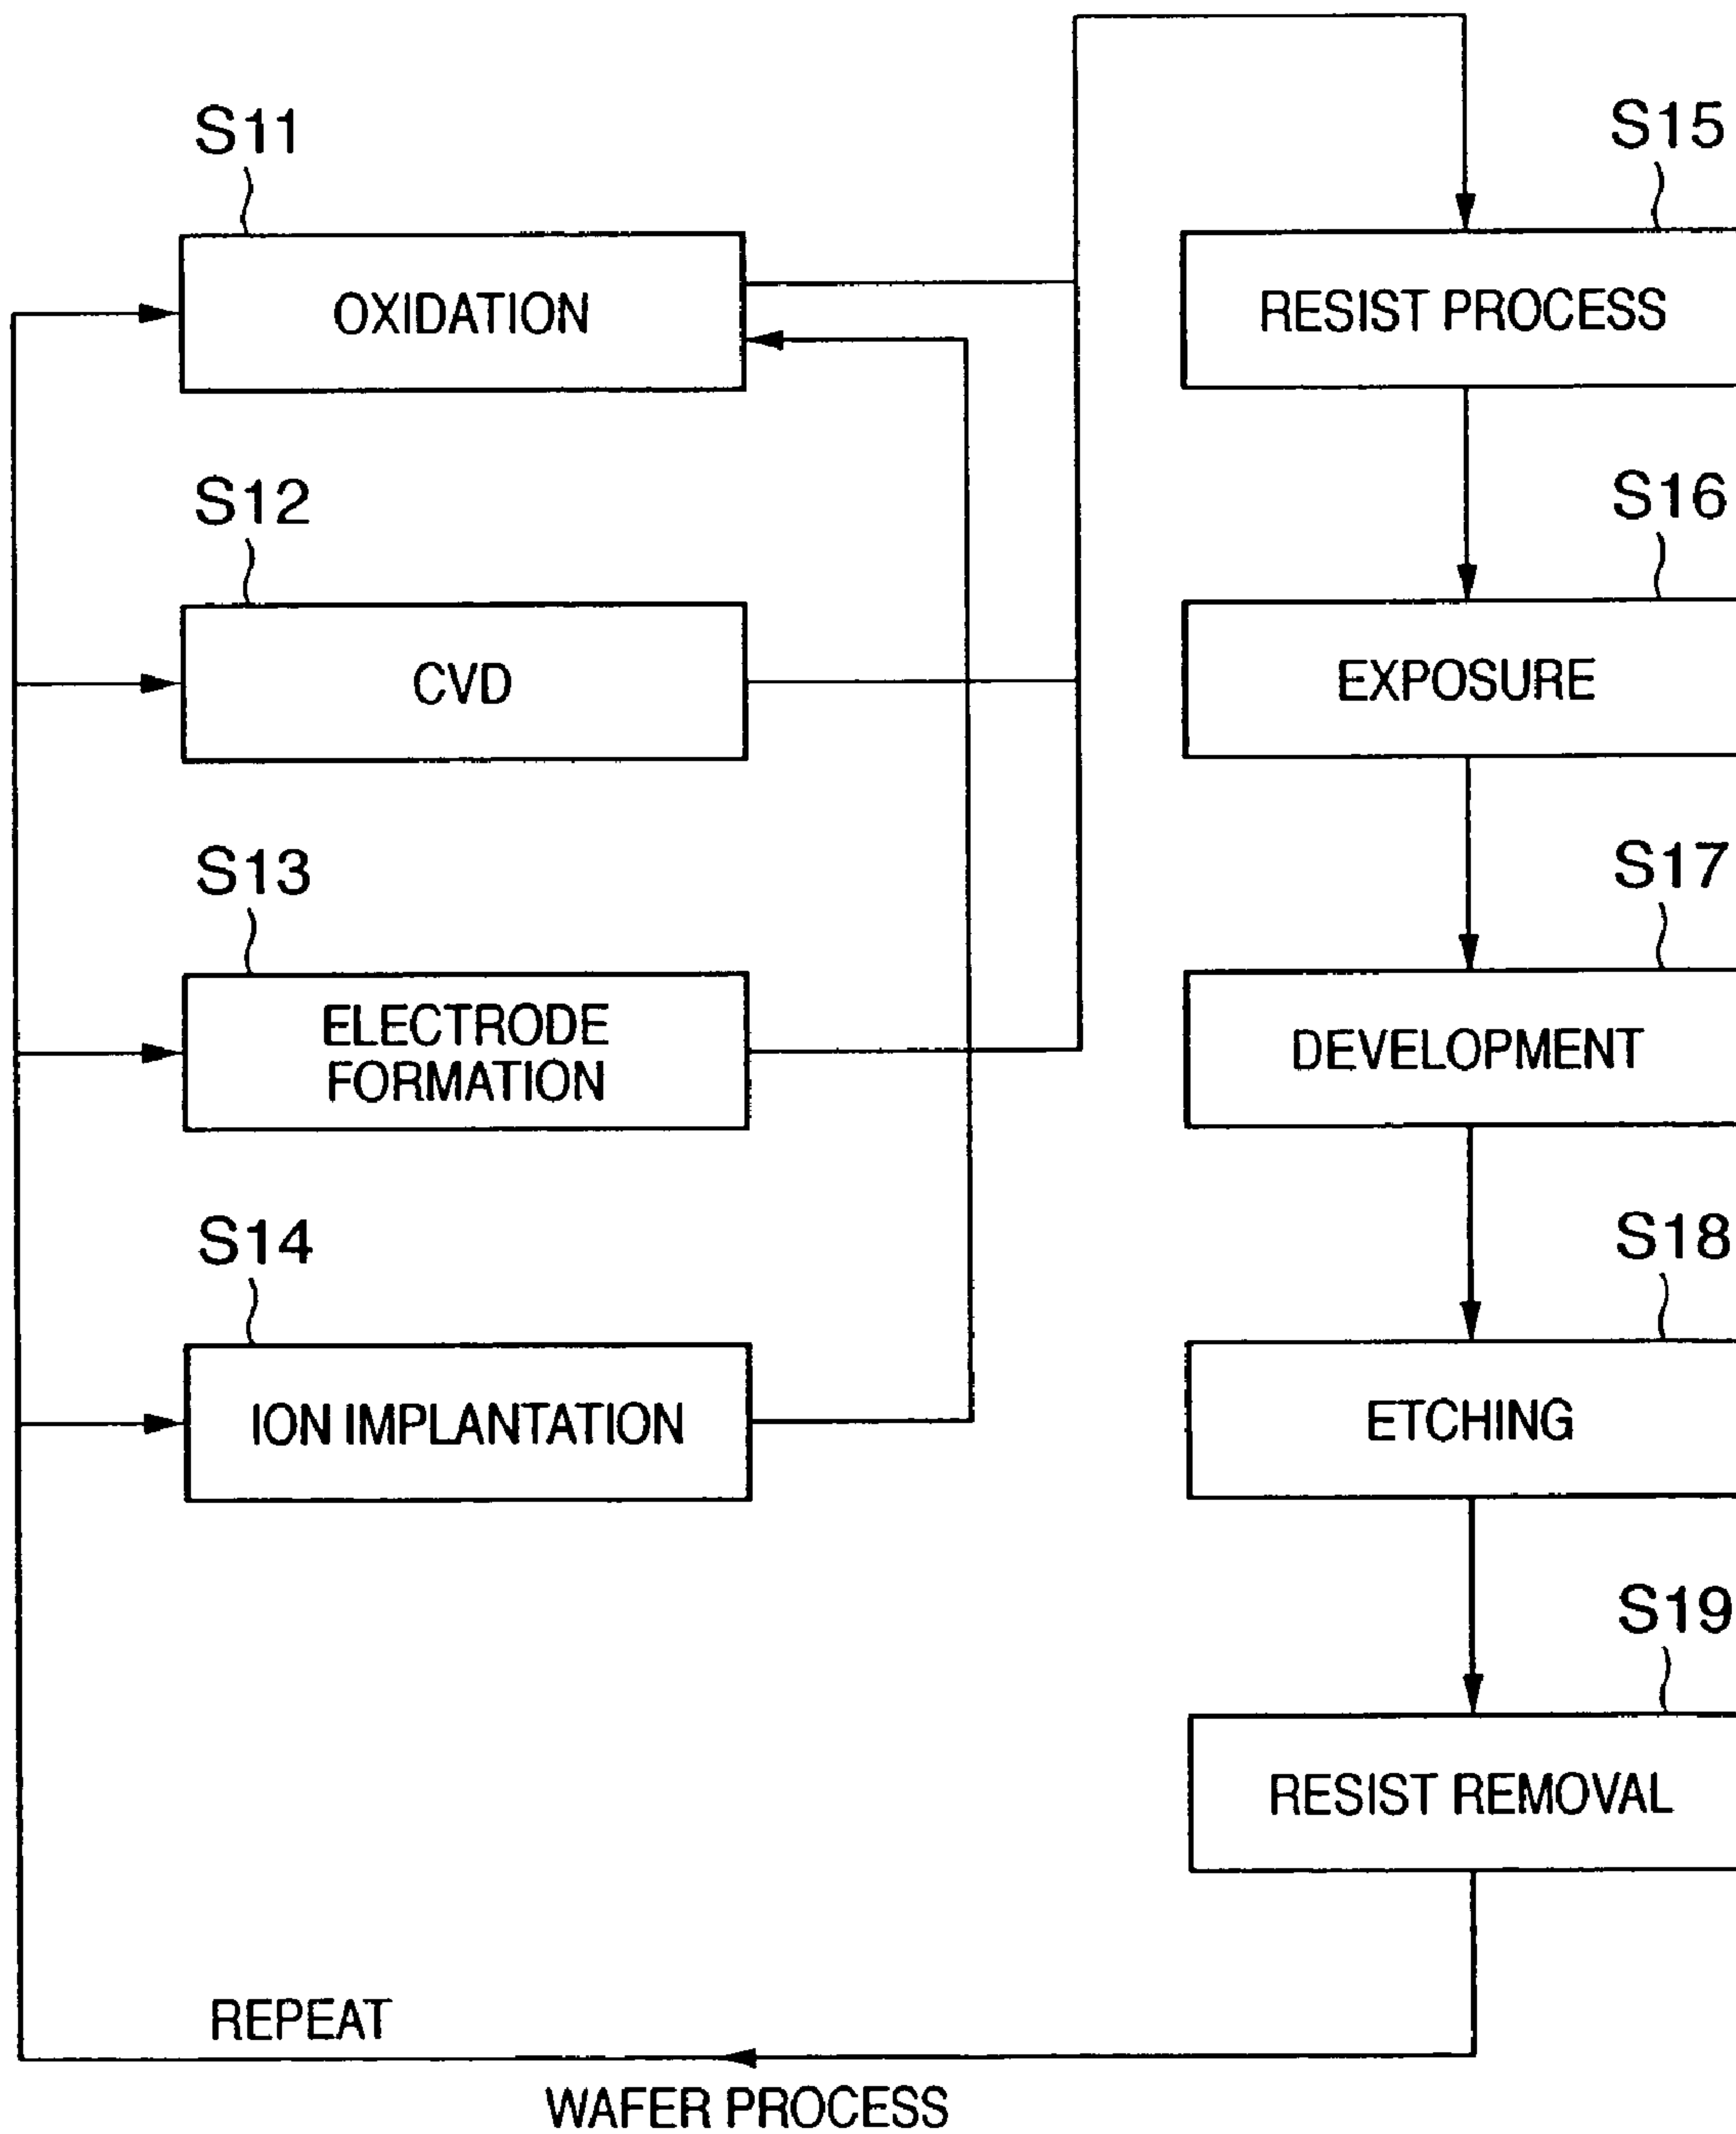 S11
OXIDATION
S12
CVD
S13
ELECTRODE
FORMATION
S14
ION IMPLANTATION
S15
RESIST PROCESS
S16
EXPOSURE
S17
DEVELOPMENT
S18
ETCHING
S19
RESIST REMOVAL
REPEAT
WAFER PROCESS